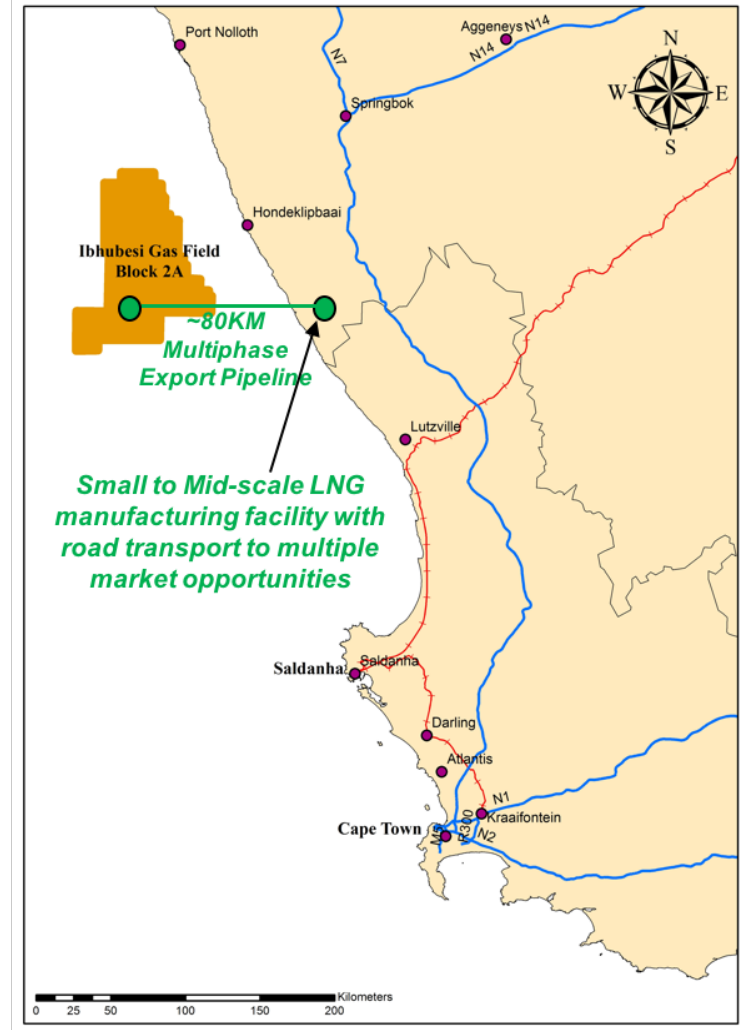 Port Nolloth
Aggeneys
N14
N14
N7
N
W
E
S
Springbok
Hondeklipbaai
Ibhubesi Gas Field
Block 2A
~80KM
Multiphase
Export Pipeline
Lutzville
Small to Mid-scale LNG
manufacturing facility with
road transport to multiple
market opportunities
Saldanha
Saldanha
Darling
Atlantis
N1
Kraaifontein
Cape Town
R300
N2
Kilometers
0 25 50 100 150 200